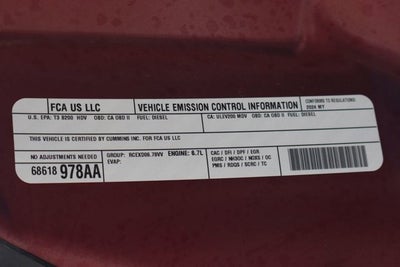 FCA US LLC VEHICLE EMISSION CONTROL INFORMATION CONFORMS TO REGULATIONS: 2024 MY
U.S. EPA: T3 B200 HDV OBD: CA OBD II FUEL: DIESEL CA: ULEV200 MDV OBD: CA OBD II FUEL: DIESEL
THIS VEHICLE IS CERTIFIED BY CUMMINS INC. FOR FCA US LLC
NO ADJUSTMENTS NEEDED GROUP: RCEXD06.78VV ENGINE: 6.7L CAC / DFI / DPF / EGR
EVAP: EGRC / NH3OC / NOXS / OC
68618 978AA PMS / RDQS / SCRC / TC